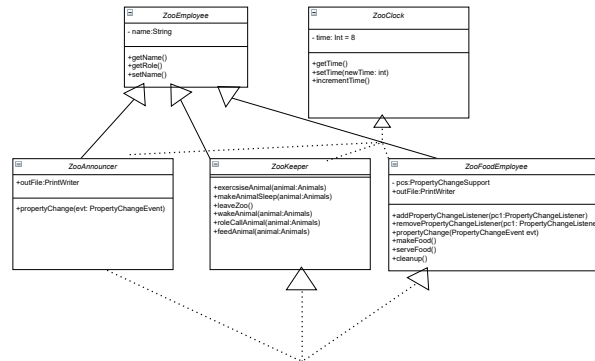 ZooEmployee
- name:String
+getName()
+getRole()
+setName()
ZooClock
- time: Int = 8
+getTime()
+setTime(newTime: int)
+incrementTime()
ZooAnnouncer
+outFile:PrintWriter
+propertyChange(evt: PropertyChangeEvent)
ZooKeeper
+exerciseAnimal(animal:Animals)
+makeAnimalSleep(animal:Animals)
+leaveZoo()
+wakeAnimal(animal:Animals)
+roleCallAnimal(animal:Animals)
+feedAnimal(animal:Animals)
ZooFoodEmployee
- pcs:PropertyChangeSupport
+outFile:PrintWriter
+addPropertyChangeListener(pc1:PropertyChangeListener)
+removePropertyChangeListener(pc1: PropertyChangeListene
+propertyChange(PropertyChangeEvent evt)
+makeFood()
+serveFood()
+cleanup()